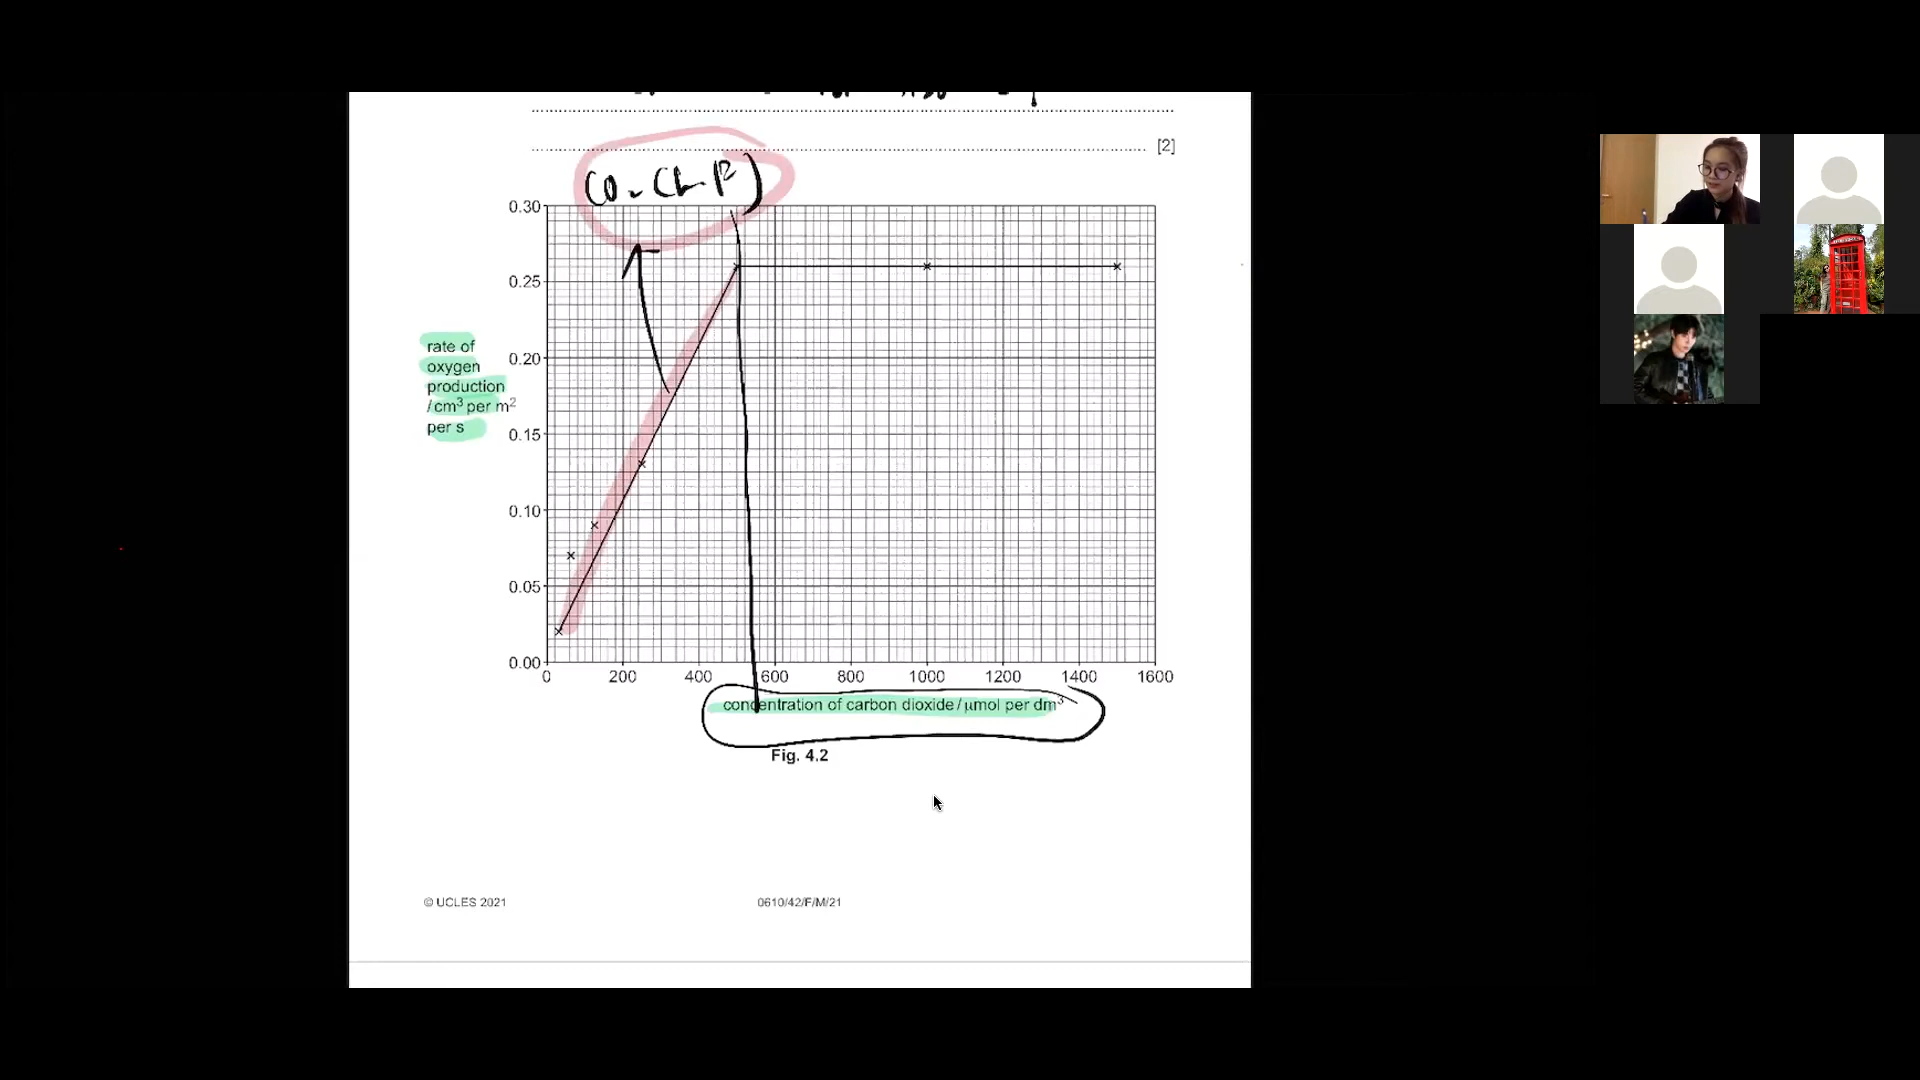 [2]
0.30
0.25
0.20
0.15
0.10
0.05
0.00
rate of
oxygen
production
/ cm³ per m²
per s
0 200 400 600 800 1000 1200 1400 1600
concentration of carbon dioxide / μmol per dm³
Fig. 4.2
© UCLES 2021
0610/42/F/M/21